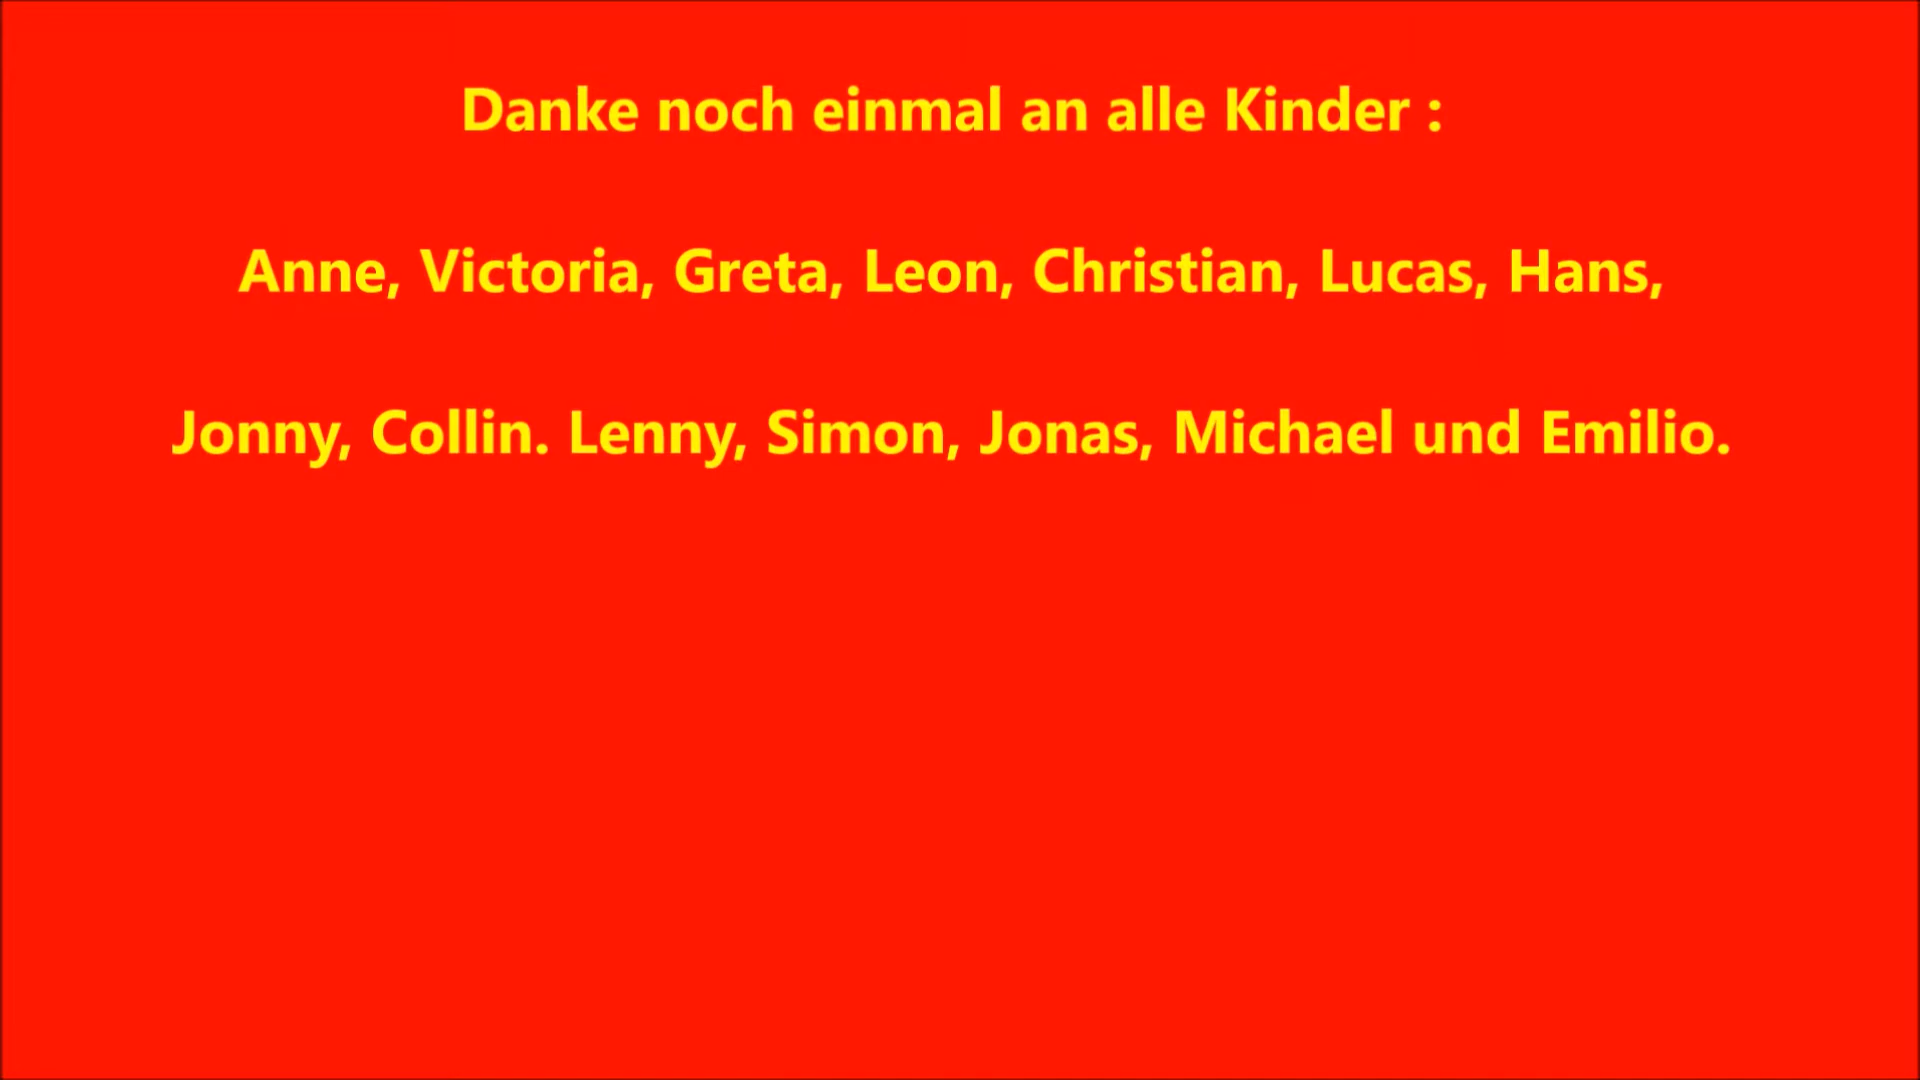 Danke noch einmal an alle Kinder :
Anne, Victoria, Greta, Leon, Christian, Lucas, Hans,
Jonny, Collin. Lenny, Simon, Jonas, Michael und Emilio.